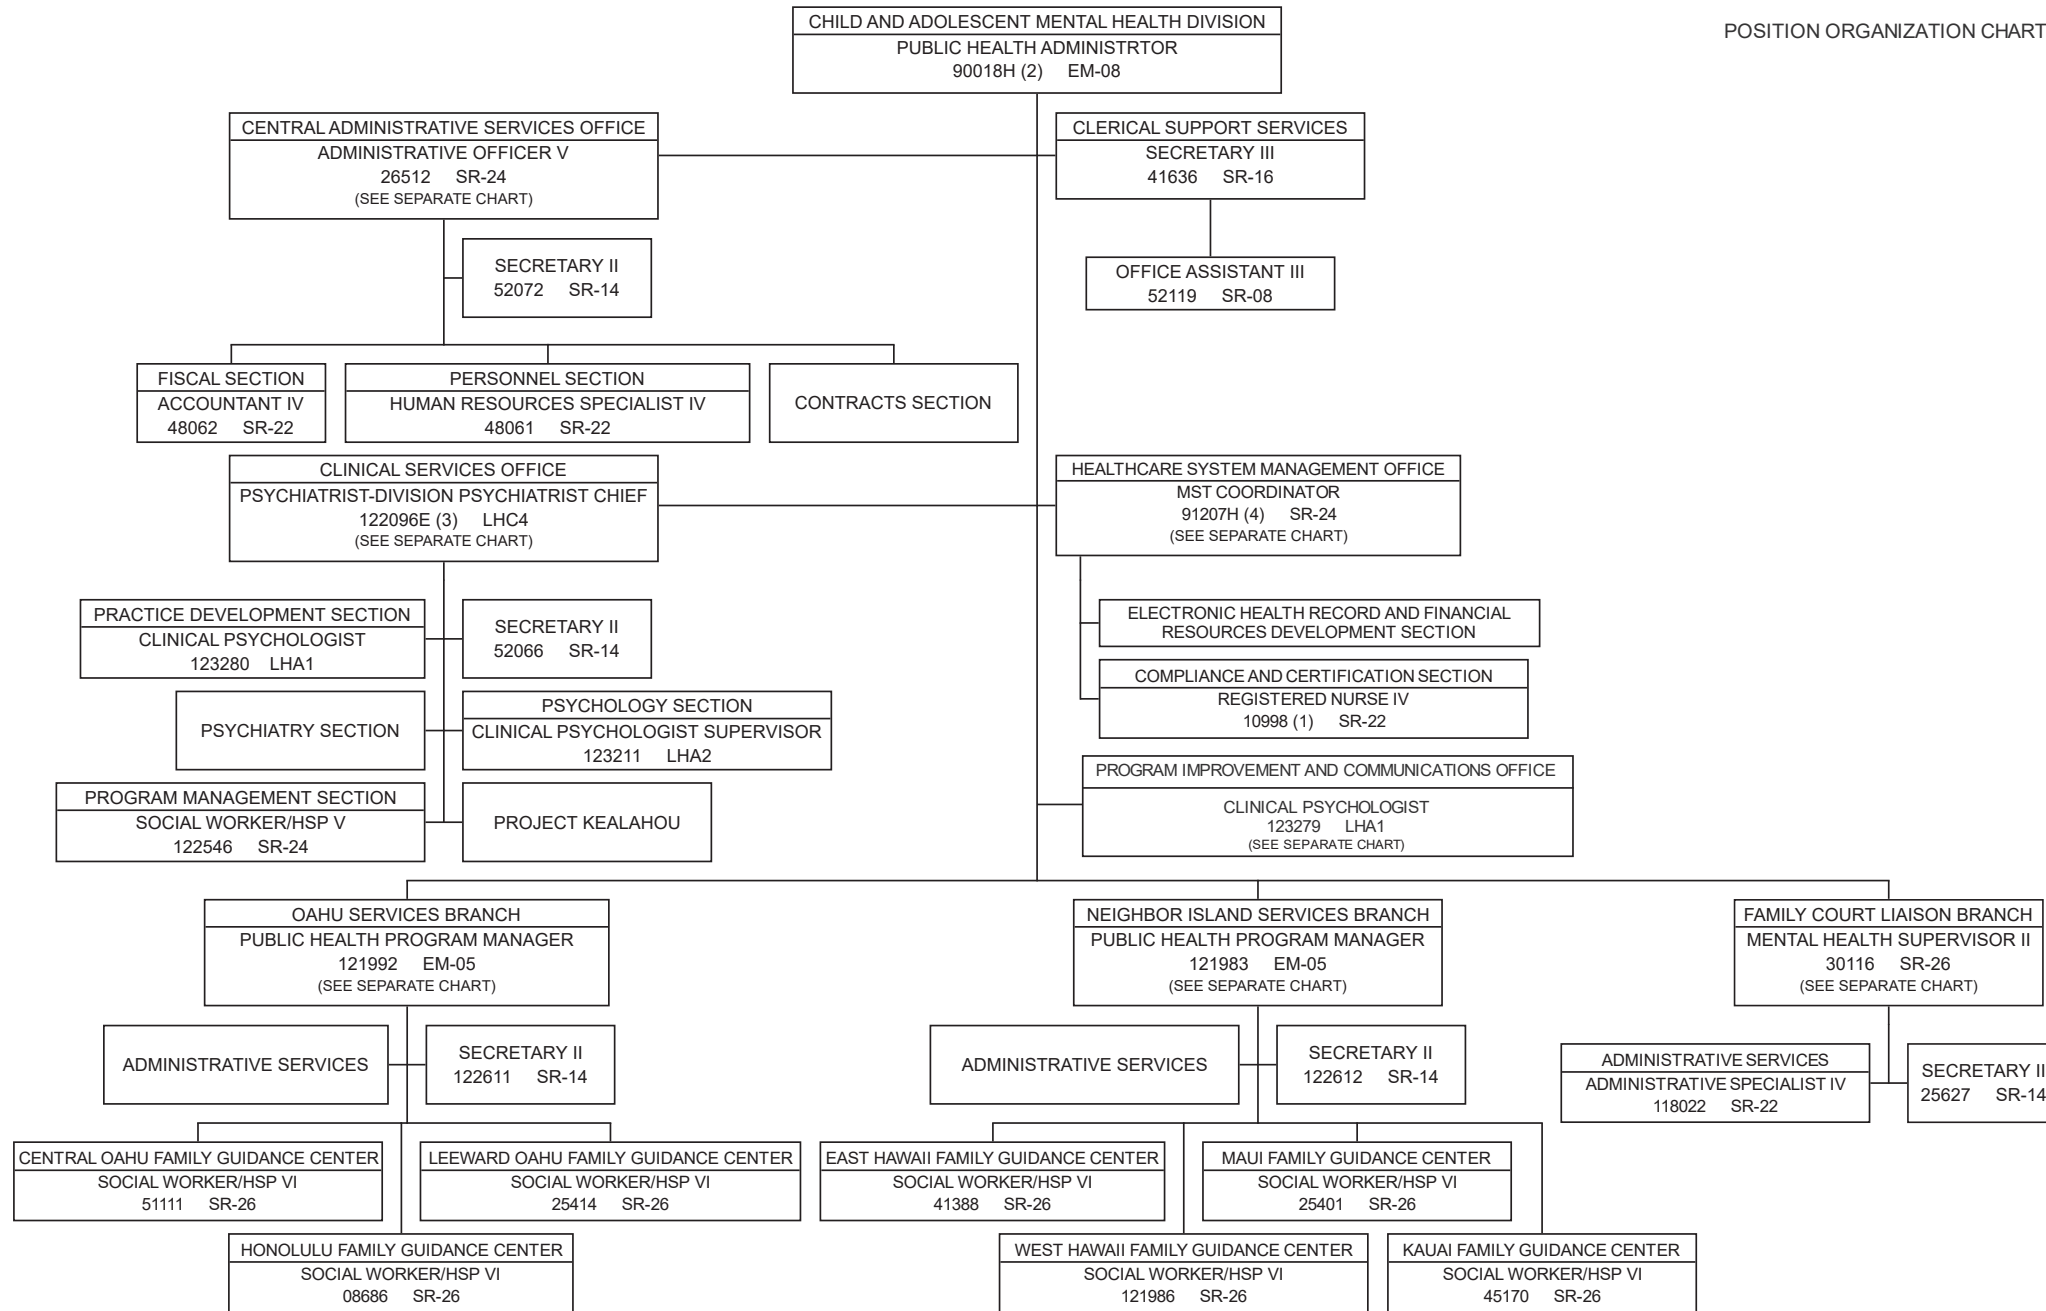 POSITION ORGANIZATION CHART
CHILD AND ADOLESCENT MENTAL HEALTH DIVISION
PUBLIC HEALTH ADMINISTRTOR
90018H (2) EM-08
CENTRAL ADMINISTRATIVE SERVICES OFFICE
ADMINISTRATIVE OFFICER V
26512 SR-24
(SEE SEPARATE CHART)
CLERICAL SUPPORT SERVICES
SECRETARY III
41636 SR-16
SECRETARY II
52072 SR-14
OFFICE ASSISTANT III
52119 SR-08
FISCAL SECTION
ACCOUNTANT IV
48062 SR-22
PERSONNEL SECTION
HUMAN RESOURCES SPECIALIST IV
48061 SR-22
CONTRACTS SECTION
CLINICAL SERVICES OFFICE
PSYCHIATRIST-DIVISION PSYCHIATRIST CHIEF
122096E (3) LHC4
(SEE SEPARATE CHART)
HEALTHCARE SYSTEM MANAGEMENT OFFICE
MST COORDINATOR
91207H (4) SR-24
(SEE SEPARATE CHART)
PRACTICE DEVELOPMENT SECTION
CLINICAL PSYCHOLOGIST
123280 LHA1
SECRETARY II
52066 SR-14
ELECTRONIC HEALTH RECORD AND FINANCIAL
RESOURCES DEVELOPMENT SECTION
COMPLIANCE AND CERTIFICATION SECTION
REGISTERED NURSE IV
10998 (1) SR-22
PSYCHIATRY SECTION
PSYCHOLOGY SECTION
CLINICAL PSYCHOLOGIST SUPERVISOR
123211 LHA2
PROGRAM IMPROVEMENT AND COMMUNICATIONS OFFICE
CLINICAL PSYCHOLOGIST
123279 LHA1
(SEE SEPARATE CHART)
PROGRAM MANAGEMENT SECTION
SOCIAL WORKER/HSP V
122546 SR-24
PROJECT KEALAHOU
OAHU SERVICES BRANCH
PUBLIC HEALTH PROGRAM MANAGER
121992 EM-05
(SEE SEPARATE CHART)
NEIGHBOR ISLAND SERVICES BRANCH
PUBLIC HEALTH PROGRAM MANAGER
121983 EM-05
(SEE SEPARATE CHART)
FAMILY COURT LIAISON BRANCH
MENTAL HEALTH SUPERVISOR II
30116 SR-26
(SEE SEPARATE CHART)
ADMINISTRATIVE SERVICES
SECRETARY II
122611 SR-14
ADMINISTRATIVE SERVICES
SECRETARY II
122612 SR-14
ADMINISTRATIVE SERVICES
ADMINISTRATIVE SPECIALIST IV
118022 SR-22
SECRETARY II
25627 SR-14
CENTRAL OAHU FAMILY GUIDANCE CENTER
SOCIAL WORKER/HSP VI
51111 SR-26
LEEWARD OAHU FAMILY GUIDANCE CENTER
SOCIAL WORKER/HSP VI
25414 SR-26
EAST HAWAII FAMILY GUIDANCE CENTER
SOCIAL WORKER/HSP VI
41388 SR-26
MAUI FAMILY GUIDANCE CENTER
SOCIAL WORKER/HSP VI
25401 SR-26
HONOLULU FAMILY GUIDANCE CENTER
SOCIAL WORKER/HSP VI
08686 SR-26
WEST HAWAII FAMILY GUIDANCE CENTER
SOCIAL WORKER/HSP VI
121986 SR-26
KAUAI FAMILY GUIDANCE CENTER
SOCIAL WORKER/HSP VI
45170 SR-26